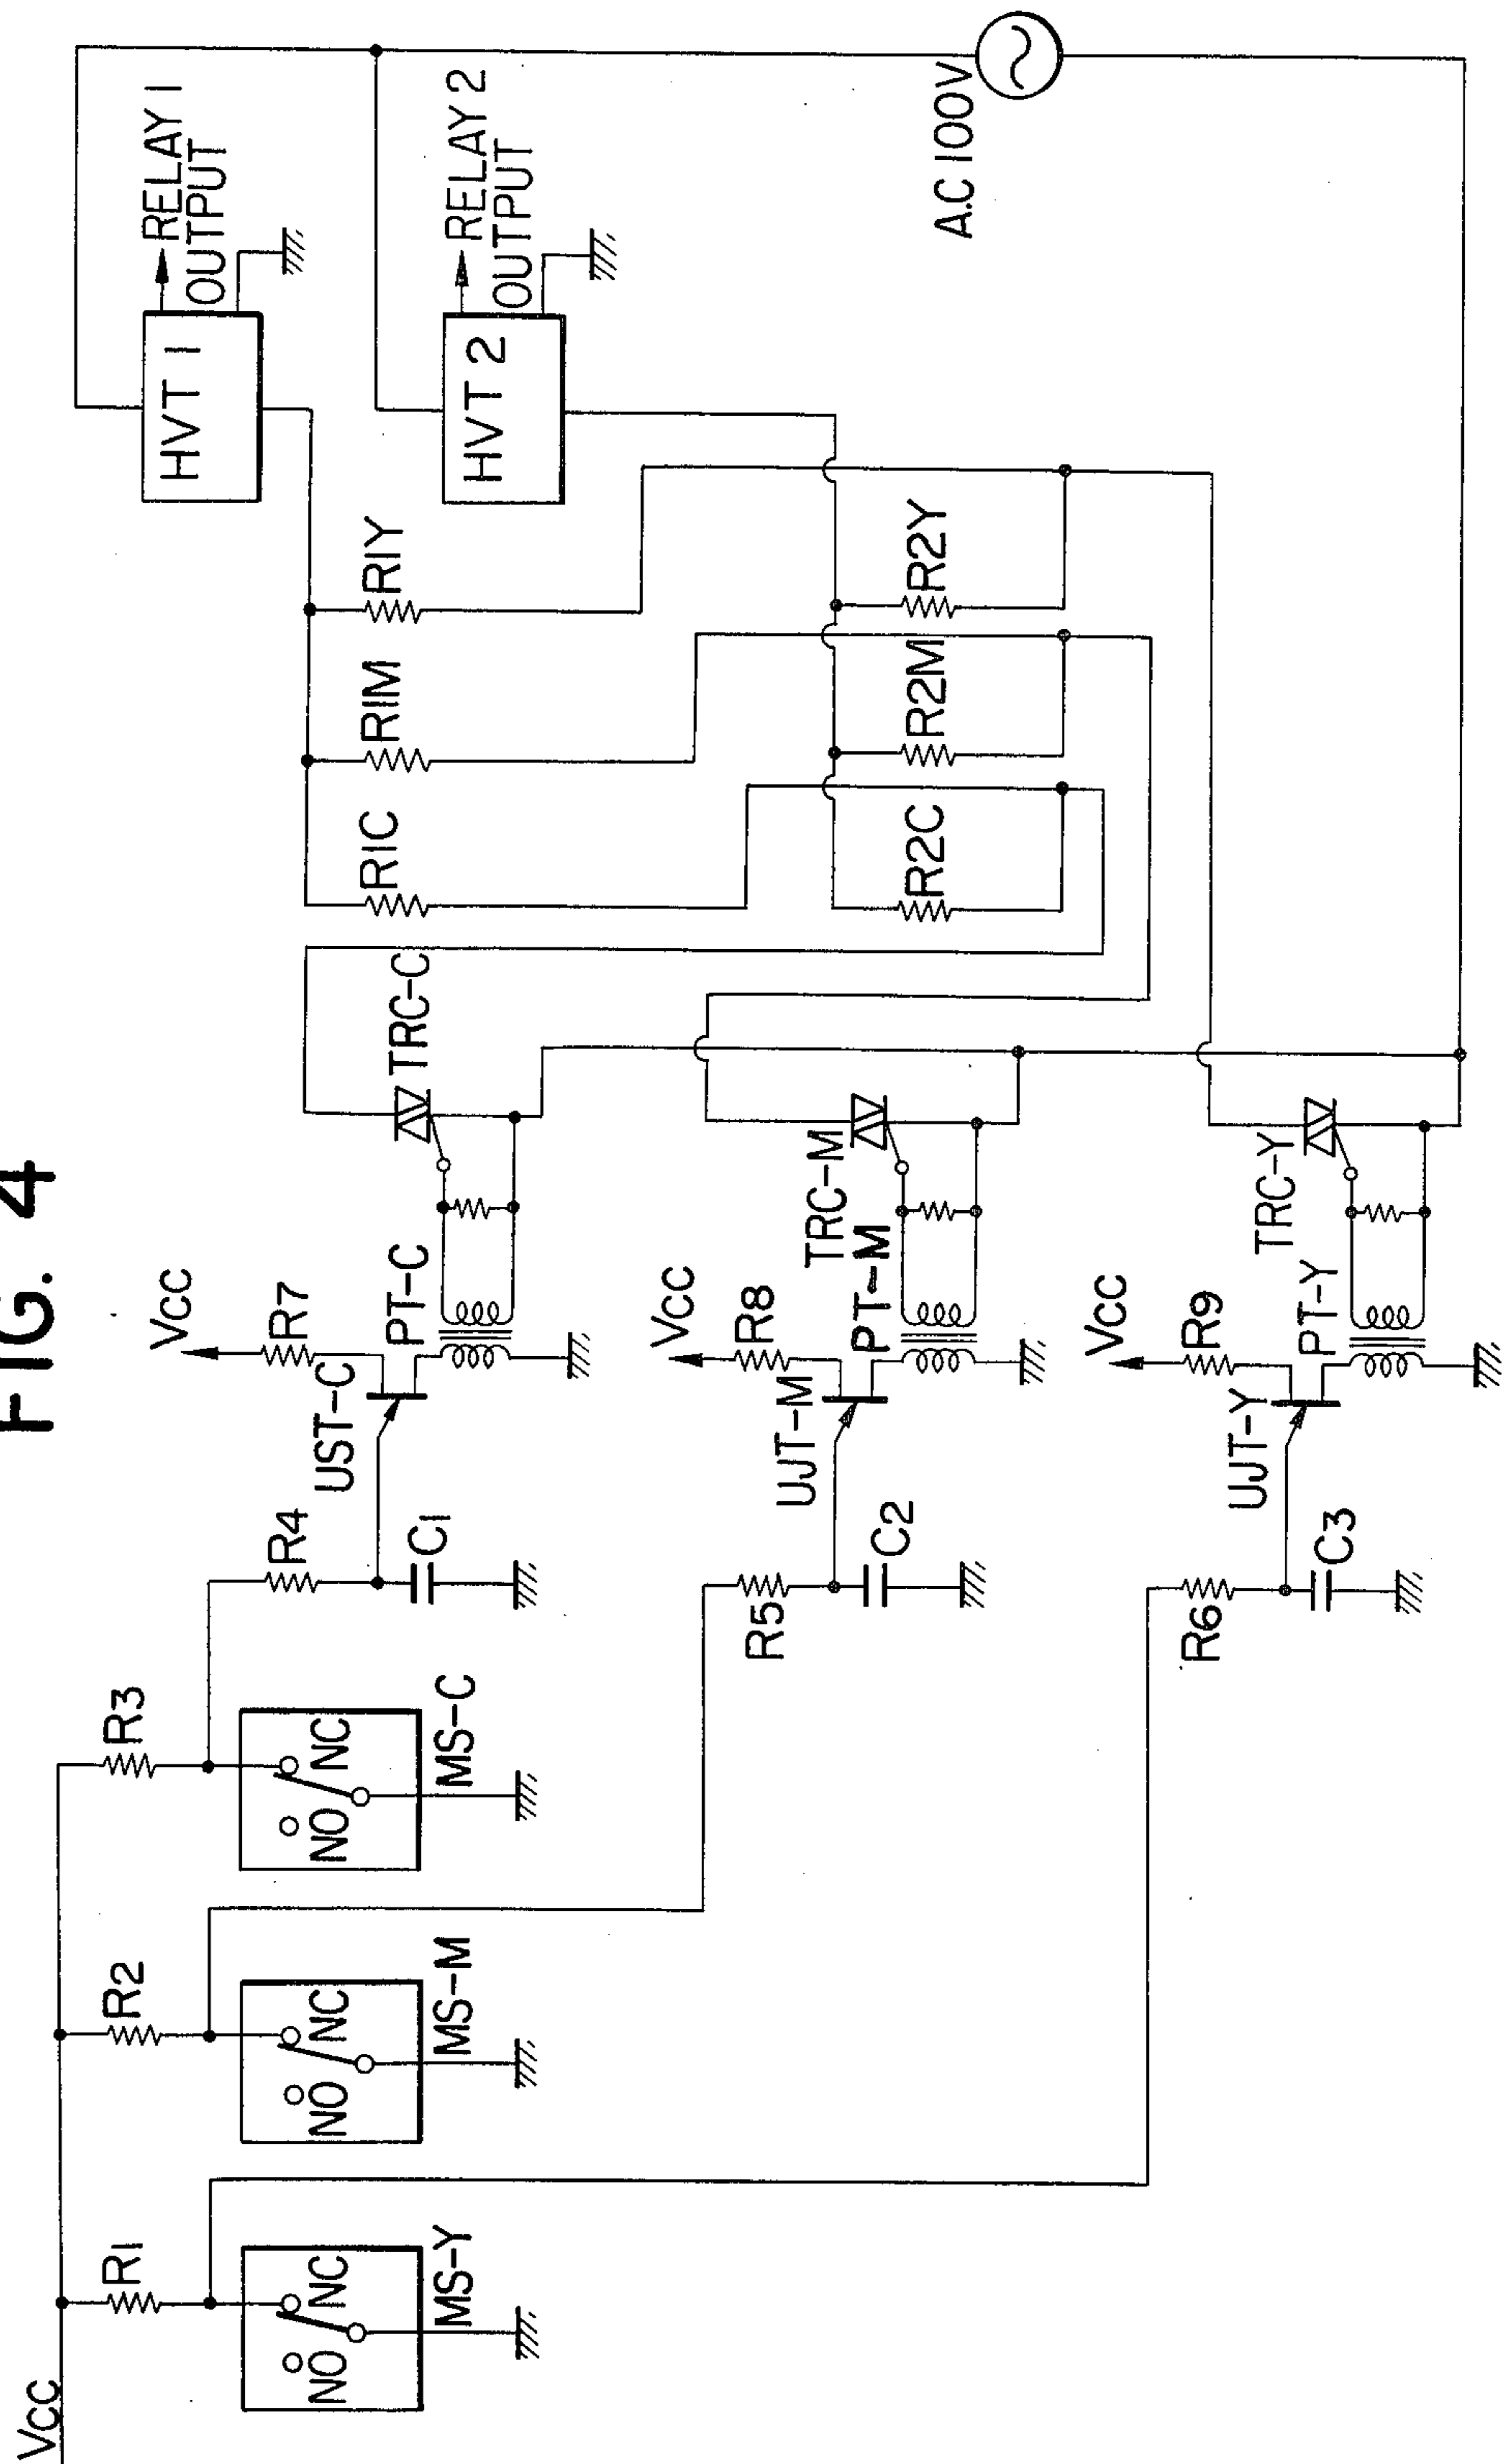 FIG. 4
Vcc
R1
R2
R3
NO NC
MS-Y
NO NC
MS-M
NO NC
MS-C
R4
C1
UST-C
Vcc
R7
PT-C
TRC-C
R5
C2
UJT-M
Vcc
R8
PT-M
TRC-M
R6
C3
UJT-Y
Vcc
R9
PT-Y
TRC-Y
R1C
R1M
R1Y
R2C
R2M
R2Y
HVT 1
RELAY 1
OUTPUT
HVT 2
RELAY 2
OUTPUT
A.C 100V